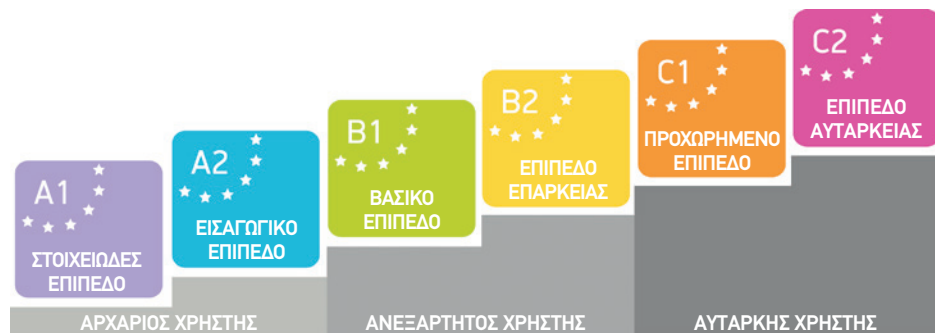 A1
ΣΤΟΙΧΕΙΩΔΕΣ
ΕΠΙΠΕΔΟ
A2
ΕΙΣΑΓΩΓΙΚΟ
ΕΠΙΠΕΔΟ
B1
ΒΑΣΙΚΟ
ΕΠΙΠΕΔΟ
B2
ΕΠΙΠΕΔΟ
ΕΠΑΡΚΕΙΑΣ
C1
ΠΡΟΧΩΡΗΜΕΝΟ
ΕΠΙΠΕΔΟ
C2
ΕΠΙΠΕΔΟ
ΑΥΤΑΡΚΕΙΑΣ
ΑΡΧΑΡΙΟΣ ΧΡΗΣΤΗΣ
ΑΝΕΞΑΡΤΗΤΟΣ ΧΡΗΣΤΗΣ
ΑΥΤΑΡΚΗΣ ΧΡΗΣΤΗΣ